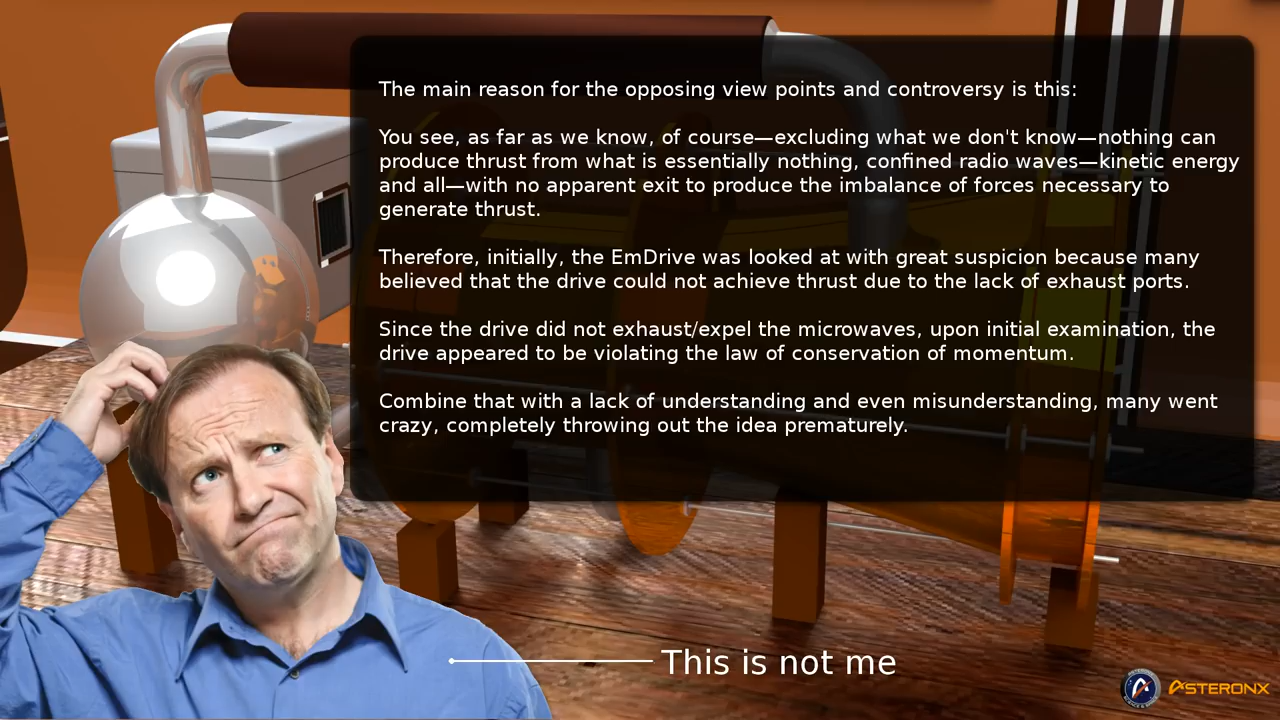 The main reason for the opposing view points and controversy is this:
You see, as far as we know, of course—excluding what we don't know—nothing can
produce thrust from what is essentially nothing, confined radio waves—kinetic energy
and all—with no apparent exit to produce the imbalance of forces necessary to
generate thrust.
Therefore, initially, the EmDrive was looked at with great suspicion because many
believed that the drive could not achieve thrust due to the lack of exhaust ports.
Since the drive did not exhaust/expel the microwaves, upon initial examination, the
drive appeared to be violating the law of conservation of momentum.
Combine that with a lack of understanding and even misunderstanding, many went
crazy, completely throwing out the idea prematurely.
This is not me
ASTERONX